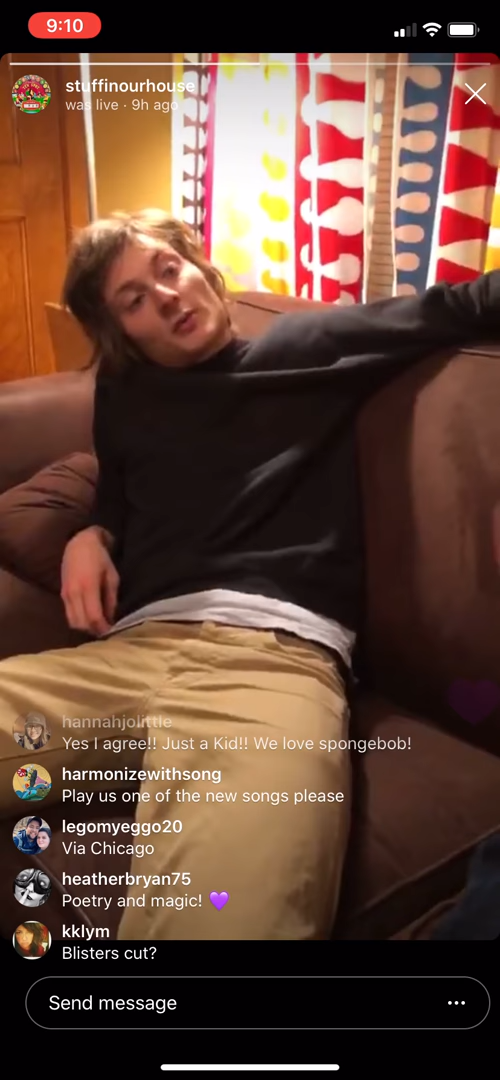 9:10
stuffinourhouse
was live · 9h ago
hannahjolittle
Yes I agree!! Just a Kid!! We love spongebob!
harmonizewithsong
Play us one of the new songs please
legomyeggo20
Via Chicago
heatherbryan75
Poetry and magic! 💜
kklym
Blisters cut?
Send message